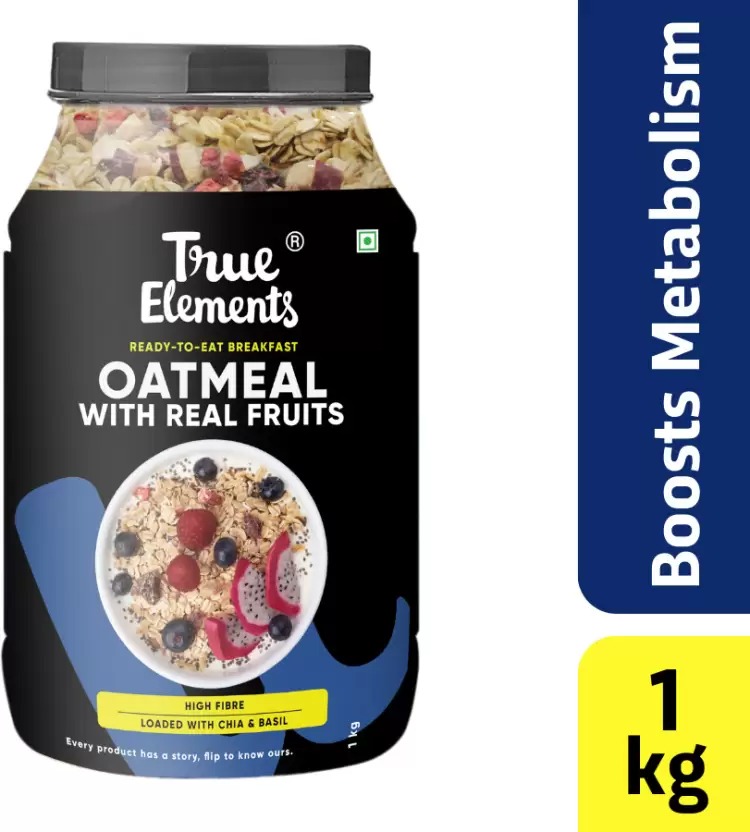 True ®
Elements
READY-TO-EAT BREAKFAST
OATMEAL
WITH REAL FRUITS
HIGH FIBRE
LOADED WITH CHIA & BASIL
Every product has a story, flip to know ours.
1 kg
Boosts Metabolism
1
kg